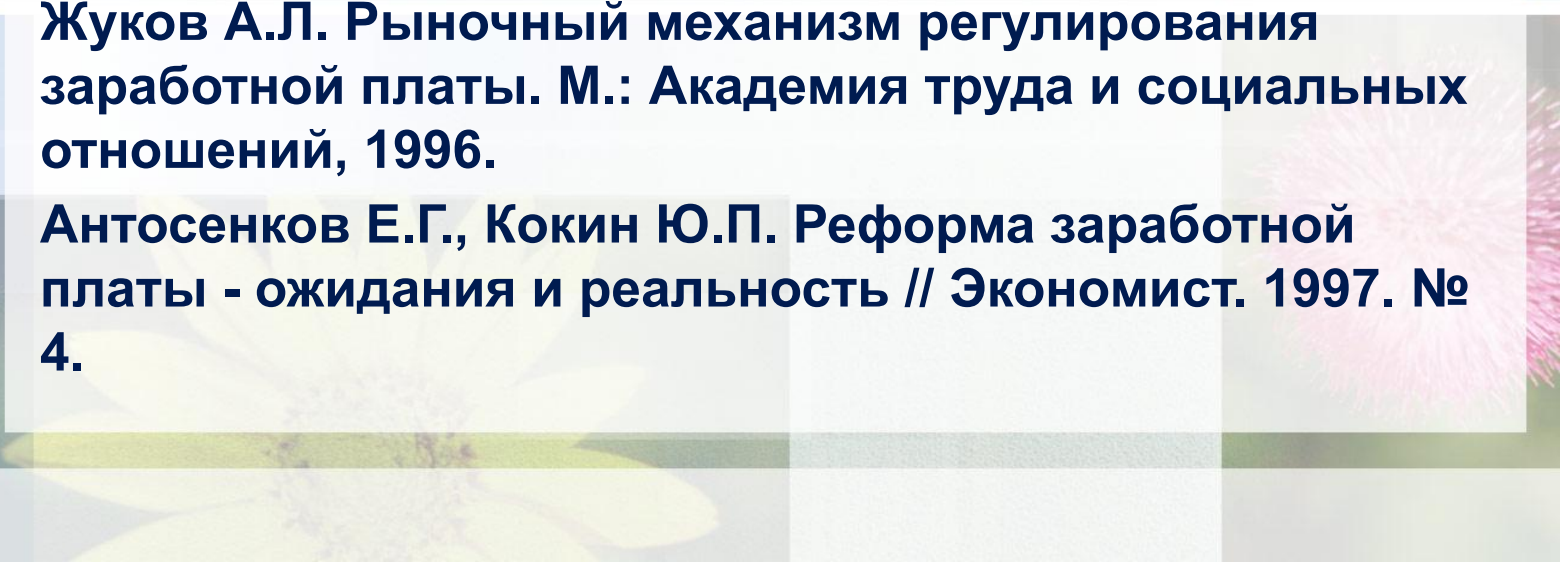 Жуков А.Л. Рыночный механизм регулирования
заработной платы. М.: Академия труда и социальных
отношений, 1996.
Антосенков Е.Г., Кокин Ю.П. Реформа заработной
платы - ожидания и реальность // Экономист. 1997. №
4.